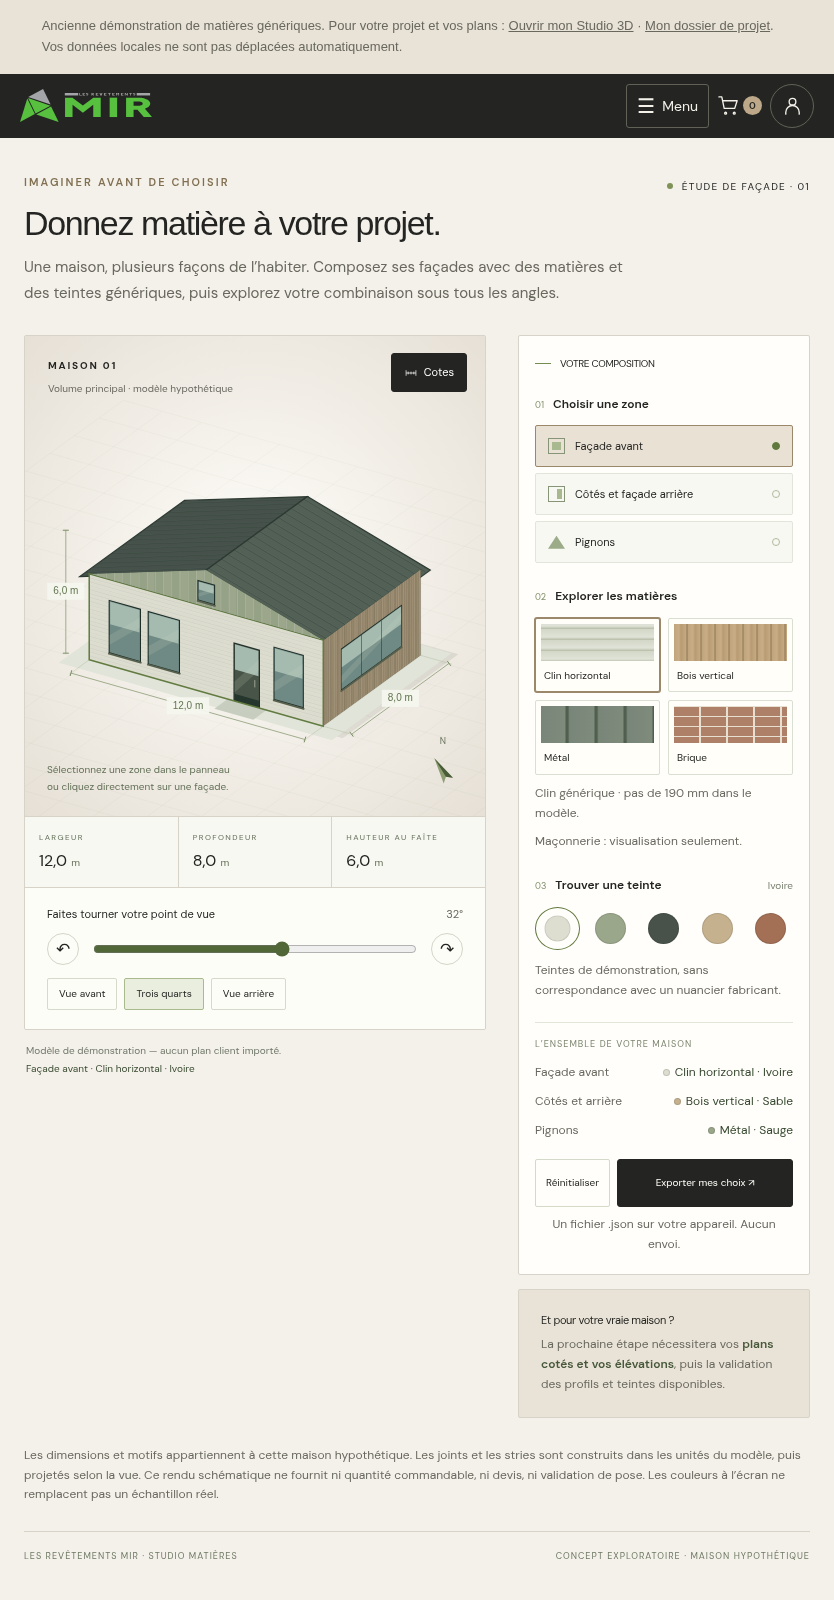 Ancienne démonstration de matières génériques. Pour votre projet et vos plans : Ouvrir mon Studio 3D · Mon dossier de projet.
Vos données locales ne sont pas déplacées automatiquement.
LES REVÊTEMENTS
MIR
☰ Menu
0
IMAGINER AVANT DE CHOISIR
ÉTUDE DE FAÇADE · 01
Donnez matière à votre projet.
Une maison, plusieurs façons de l’habiter. Composez ses façades avec des matières et
des teintes génériques, puis explorez votre combinaison sous tous les angles.
MAISON 01
Volume principal · modèle hypothétique
Cotes
6,0 m
12,0 m
8,0 m
N
Sélectionnez une zone dans le panneau
ou cliquez directement sur une façade.
LARGEUR
12,0 m
PROFONDEUR
8,0 m
HAUTEUR AU FAÎTE
6,0 m
Faites tourner votre point de vue
32°
↶
↷
Vue avant
Trois quarts
Vue arrière
Modèle de démonstration — aucun plan client importé.
Façade avant · Clin horizontal · Ivoire
VOTRE COMPOSITION
01 Choisir une zone
Façade avant
Côtés et façade arrière
Pignons
02 Explorer les matières
Clin horizontal
Bois vertical
Métal
Brique
Clin générique · pas de 190 mm dans le
modèle.
Maçonnerie : visualisation seulement.
03 Trouver une teinte
Ivoire
Teintes de démonstration, sans
correspondance avec un nuancier fabricant.
L’ENSEMBLE DE VOTRE MAISON
Façade avant
Clin horizontal · Ivoire
Côtés et arrière
Bois vertical · Sable
Pignons
Métal · Sauge
Réinitialiser
Exporter mes choix ↗
Un fichier .json sur votre appareil. Aucun
envoi.
Et pour votre vraie maison ?
La prochaine étape nécessitera vos plans
cotés et vos élévations, puis la validation
des profils et teintes disponibles.
Les dimensions et motifs appartiennent à cette maison hypothétique. Les joints et les stries sont construits dans les unités du modèle, puis
projetés selon la vue. Ce rendu schématique ne fournit ni quantité commandable, ni devis, ni validation de pose. Les couleurs à l’écran ne
remplacent pas un échantillon réel.
LES REVÊTEMENTS MIR · STUDIO MATIÈRES
CONCEPT EXPLORATOIRE · MAISON HYPOTHÉTIQUE